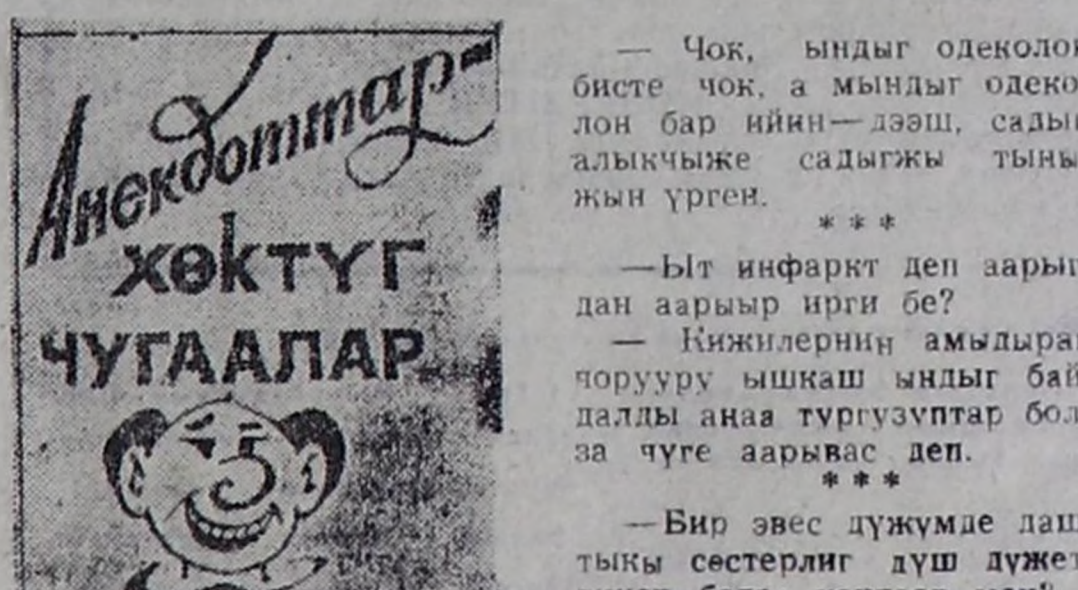 Анекдоттар—
ХӨКТҮГ
ЧУГААЛАР
— Чок, ындыг одеколон
бисте чок, а мындыг одеко-
лон бар ийин—дээш, садып
алыкчыже садыгжы тыны-
жын үрген.
* * *
—Ыт инфаркт деп аарыг-
дан аарыыр ирги бе?
— Кижилерниң амыдырал
чорууру ышкаш ындыг бай-
далды аңаа тургузуптар бол-
за чүге аарывас деп.
* * *
—Бир эвес дүжүмде даш-
тыкы сөстерлиг дүш дүжет